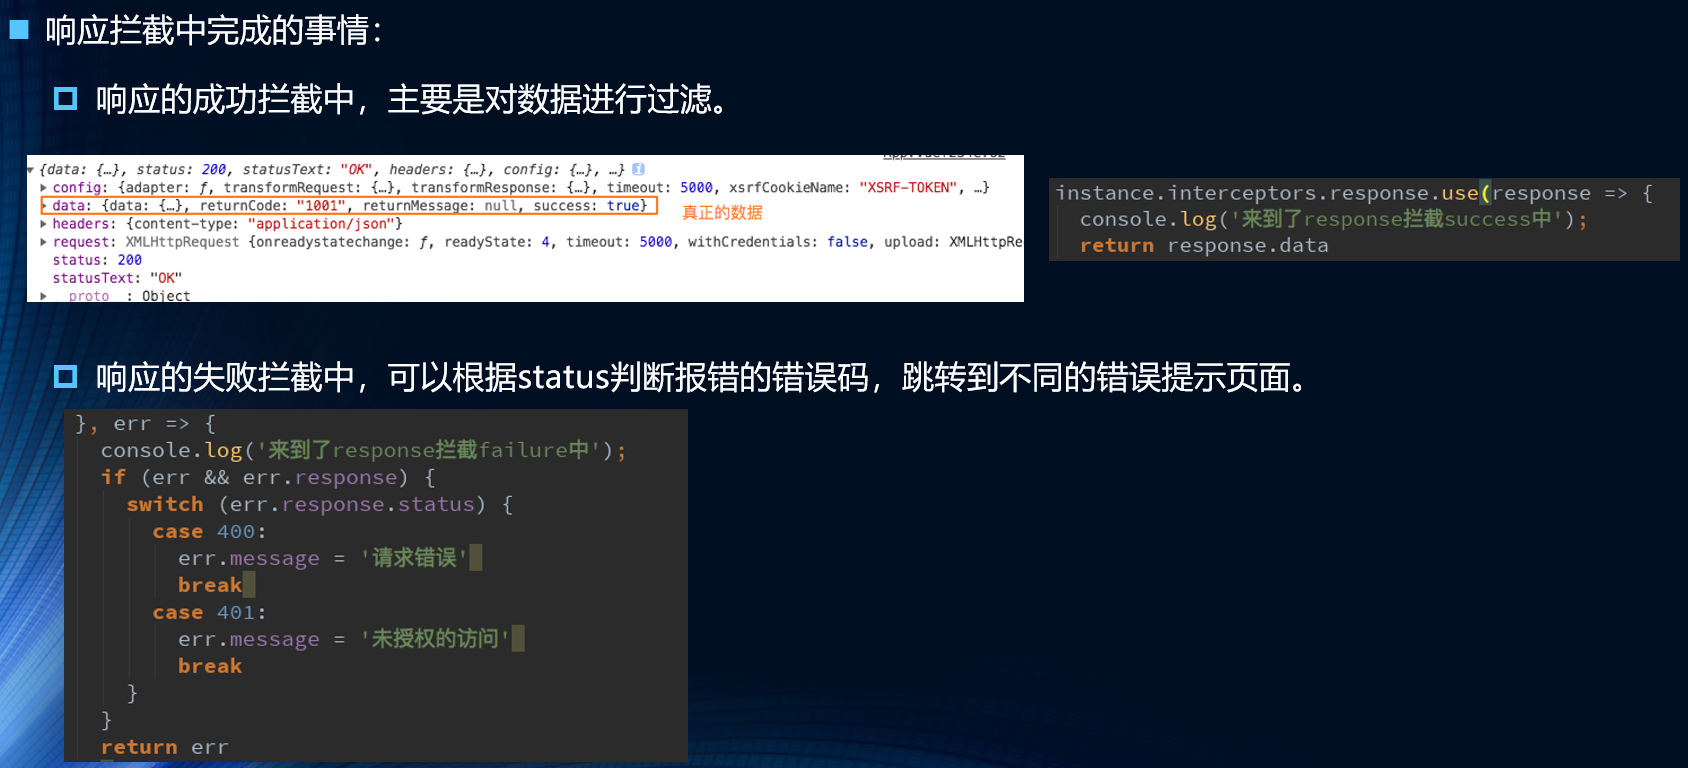 响应拦截中完成的事情：
响应的成功拦截中，主要是对数据进行过滤。
{data: {…}, status: 200, statusText: "OK", headers: {…}, config: {…}, …}
config: {adapter: ƒ, transformRequest: {…}, transformResponse: {…}, timeout: 5000, xsrfCookieName: "XSRF-TOKEN", …}
data: {data: {…}, returnCode: "1001", returnMessage: null, success: true}
真正的数据
headers: {content-type: "application/json"}
request: XMLHttpRequest {onreadystatechange: ƒ, readyState: 4, timeout: 5000, withCredentials: false, upload: XMLHttpRe
status: 200
statusText: "OK"
proto : Object
instance.interceptors.response.use(response => {
console.log('来到了response拦截success中');
return response.data
响应的失败拦截中，可以根据status判断报错的错误码，跳转到不同的错误提示页面。
}, err => {
console.log('来到了response拦截failure中');
if (err && err.response) {
switch (err.response.status) {
case 400:
err.message = '请求错误'
break
case 401:
err.message = '未授权的访问'
break
}
}
return err